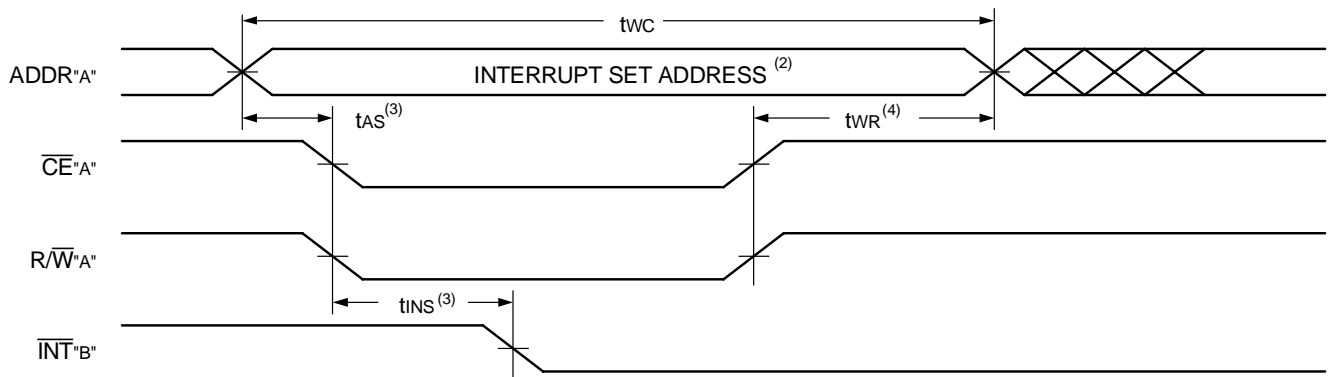 tWC
ADDR"A" INTERRUPT SET ADDRESS (2)
tAS(3) tWR(4)
CE"A"
R/W"A"
tINS(3)
INT"B"